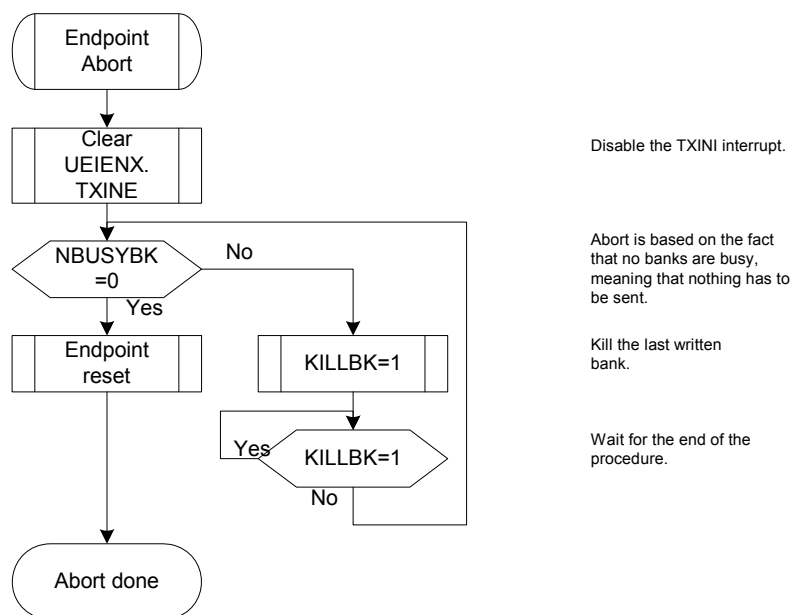 Endpoint
Abort
Clear
UEIENX.
TXINE
Disable the TXINI interrupt.
NBUSYBK
=0
No
Yes
Abort is based on the fact
that no banks are busy,
meaning that nothing has to
be sent.
Endpoint
reset
KILLBK=1
Kill the last written
bank.
Yes
KILLBK=1
No
Wait for the end of the
procedure.
Abort done